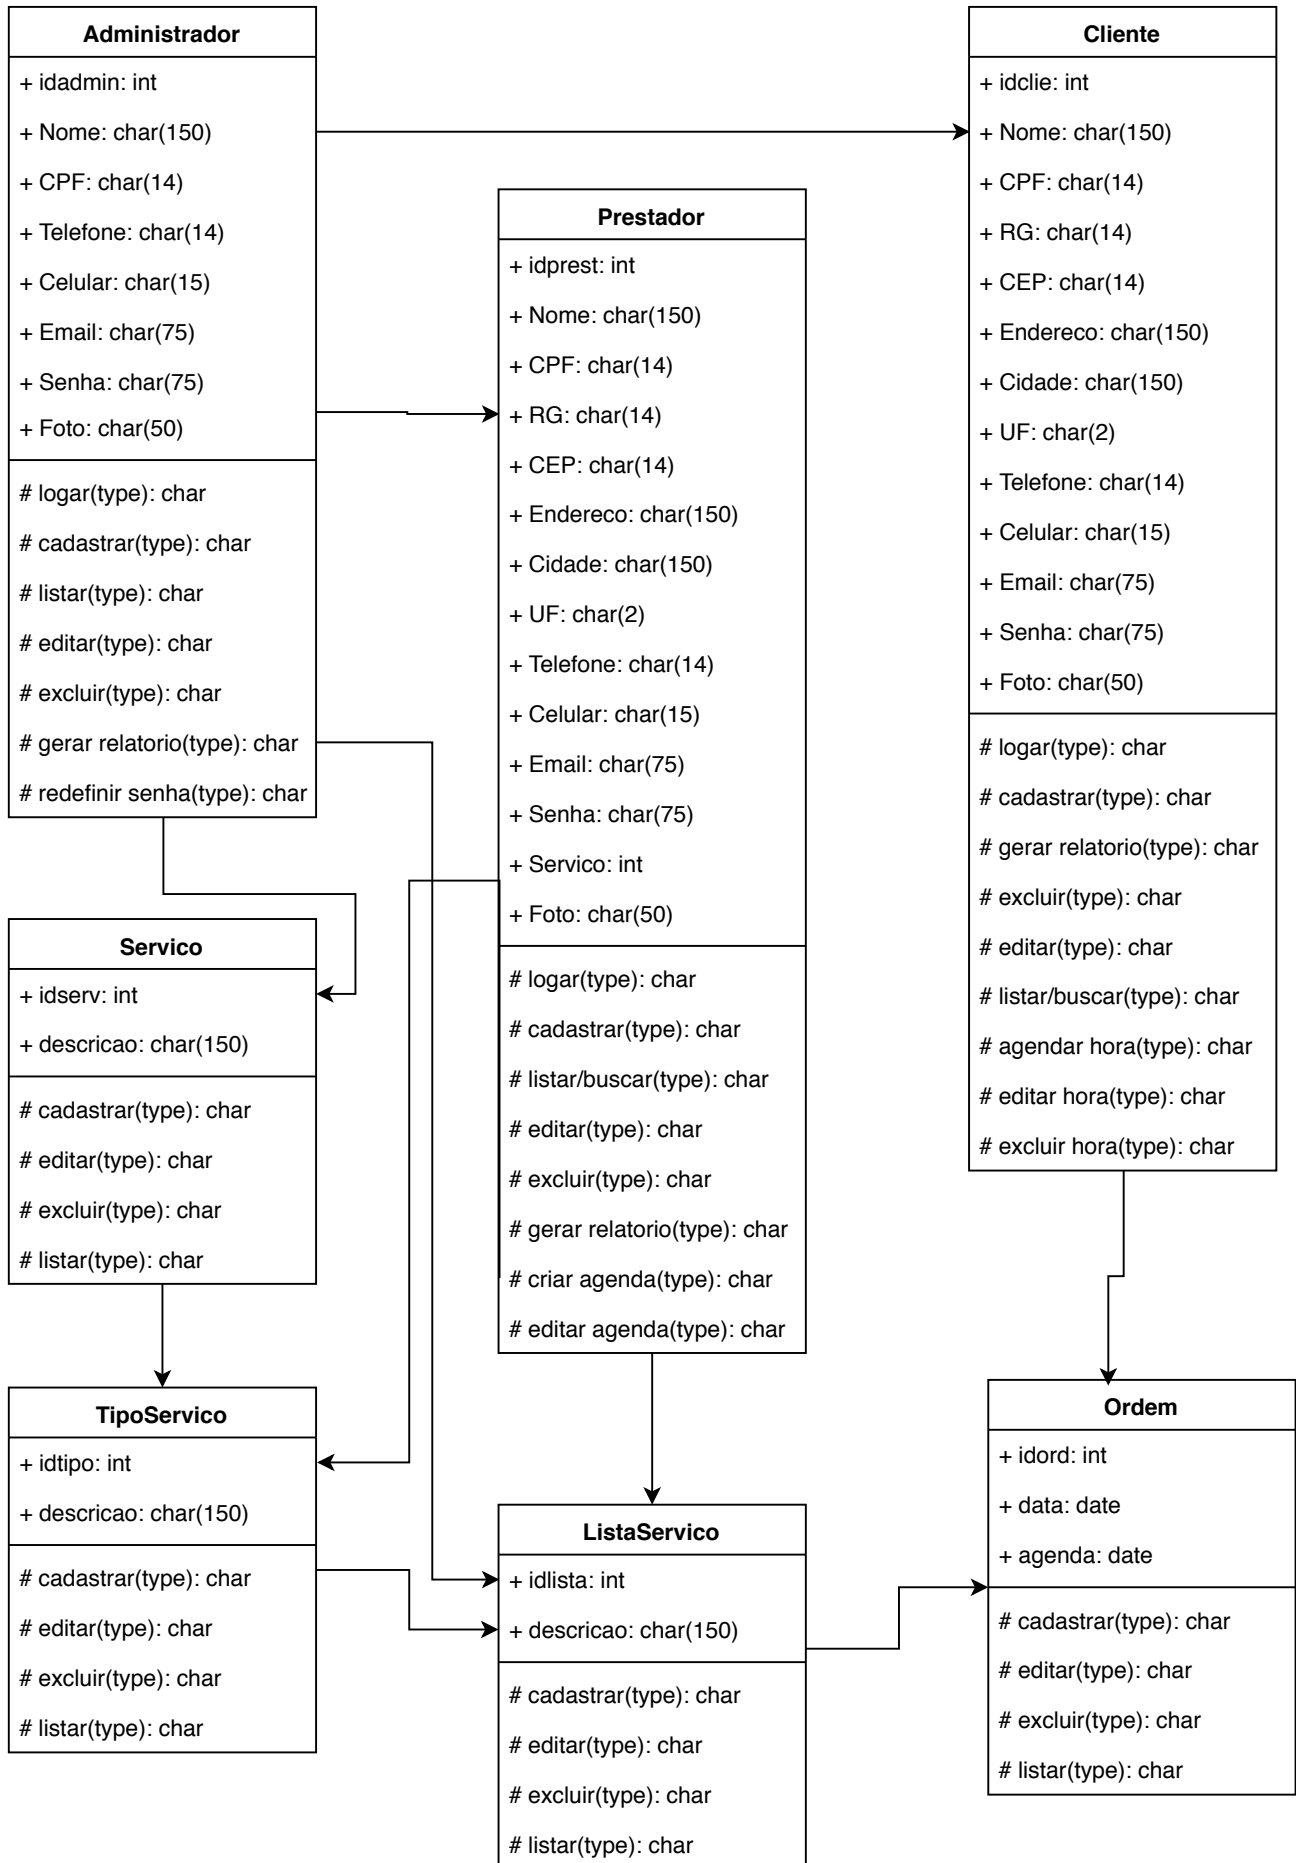 Administrador
+ idadmin: int
+ Nome: char(150)
+ CPF: char(14)
+ Telefone: char(14)
+ Celular: char(15)
+ Email: char(75)
+ Senha: char(75)
+ Foto: char(50)
# logar(type): char
# cadastrar(type): char
# listar(type): char
# editar(type): char
# excluir(type): char
# gerar relatorio(type): char
# redefinir senha(type): char
Cliente
+ idclie: int
+ Nome: char(150)
+ CPF: char(14)
+ RG: char(14)
+ CEP: char(14)
+ Endereco: char(150)
+ Cidade: char(150)
+ UF: char(2)
+ Telefone: char(14)
+ Celular: char(15)
+ Email: char(75)
+ Senha: char(75)
+ Foto: char(50)
# logar(type): char
# cadastrar(type): char
# gerar relatorio(type): char
# excluir(type): char
# editar(type): char
# listar/buscar(type): char
# agendar hora(type): char
# editar hora(type): char
# excluir hora(type): char
Prestador
+ idprest: int
+ Nome: char(150)
+ CPF: char(14)
+ RG: char(14)
+ CEP: char(14)
+ Endereco: char(150)
+ Cidade: char(150)
+ UF: char(2)
+ Telefone: char(14)
+ Celular: char(15)
+ Email: char(75)
+ Senha: char(75)
+ Servico: int
+ Foto: char(50)
# logar(type): char
# cadastrar(type): char
# listar/buscar(type): char
# editar(type): char
# excluir(type): char
# gerar relatorio(type): char
# criar agenda(type): char
# editar agenda(type): char
Servico
+ idserv: int
+ descricao: char(150)
# cadastrar(type): char
# editar(type): char
# excluir(type): char
# listar(type): char
TipoServico
+ idtipo: int
+ descricao: char(150)
# cadastrar(type): char
# editar(type): char
# excluir(type): char
# listar(type): char
ListaServico
+ idlista: int
+ descricao: char(150)
# cadastrar(type): char
# editar(type): char
# excluir(type): char
# listar(type): char
Ordem
+ idord: int
+ data: date
+ agenda: date
# cadastrar(type): char
# editar(type): char
# excluir(type): char
# listar(type): char